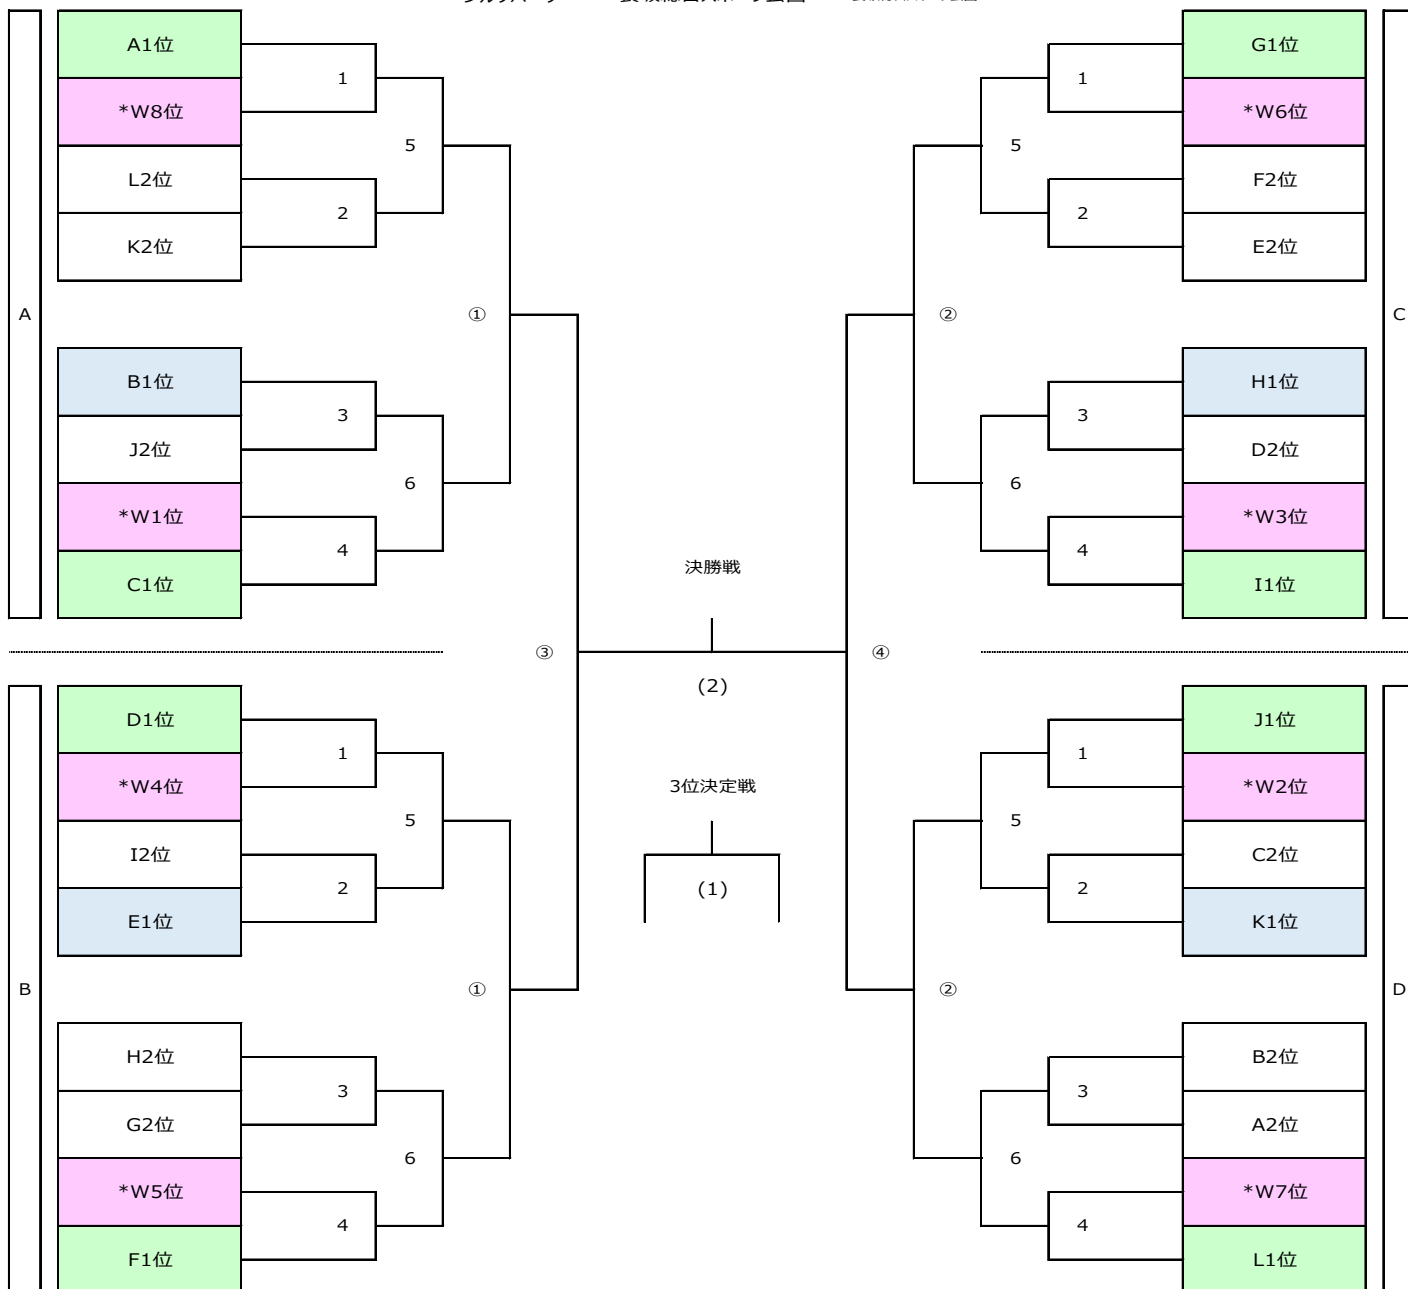 A
A1位
*W8位
L2位
K2位
1
2
5
B1位
J2位
*W1位
C1位
3
4
6
①
B
D1位
*W4位
I2位
E1位
1
2
5
H2位
G2位
*W5位
F1位
3
4
6
①
③
決勝戦
(2)
3位決定戦
(1)
④
C
G1位
*W6位
F2位
E2位
1
2
5
H1位
D2位
*W3位
I1位
3
4
6
②
D
J1位
*W2位
C2位
K1位
1
2
5
B2位
A2位
*W7位
L1位
3
4
6
②